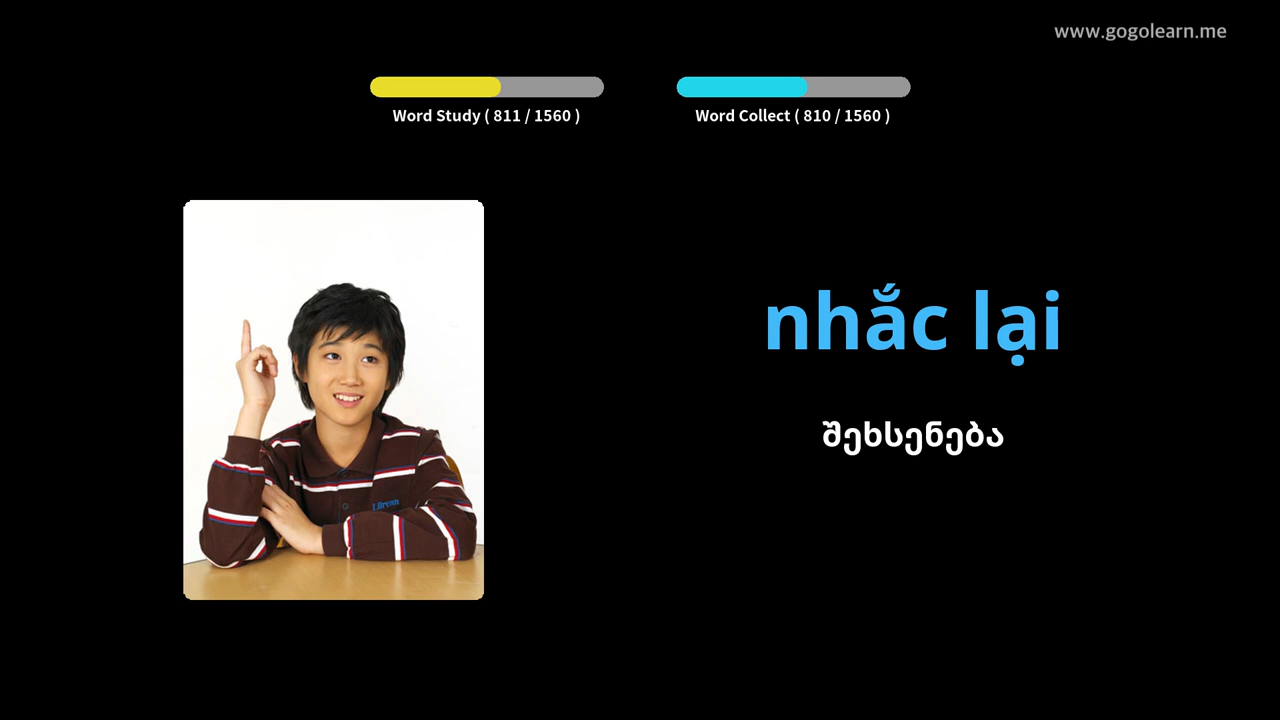 www.gogolearn.me
Word Study ( 811 / 1560 )
Word Collect ( 810 / 1560 )
nhắc lại
შეხსენება